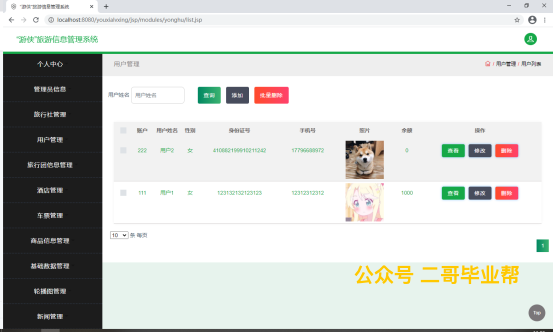 "游侠"旅游信息管理系统
localhost:8080/youxialvxing/jsp/modules/yonghu/list.jsp
"游侠"旅游信息管理系统
个人中心
管理员信息
旅行社管理
用户管理
旅行团信息管理
酒店管理
车票管理
商品信息管理
基础数据管理
轮播图管理
新闻管理
用户管理
/ 用户管理 / 用户列表
用户姓名 用户姓名 查询 添加 批量删除
账户 用户姓名 性别 身份证号 手机号 照片 余额 操作
222 用户2 女 410882199910211242 17796688972 0 查看 修改 删除
111 用户1 女 123132132123123 12312312312 1000 查看 修改 删除
10 条 每页
1
公众号 二哥毕业帮
Top